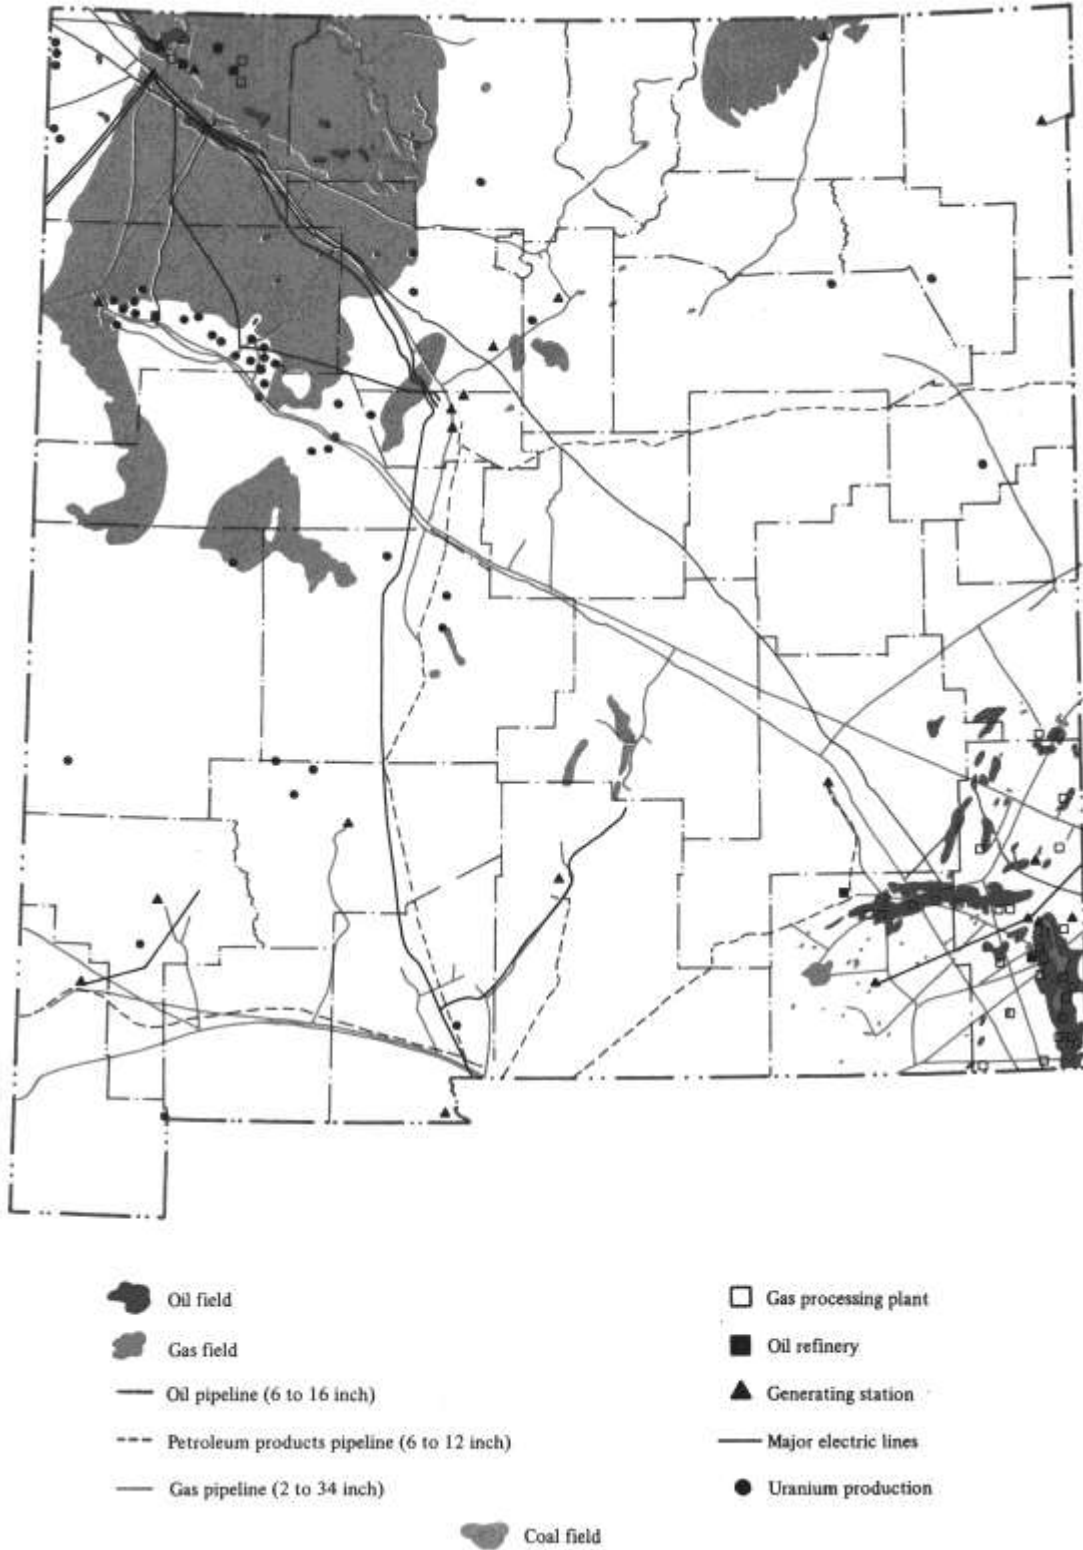 Oil field
Gas field
Oil pipeline (6 to 16 inch)
Petroleum products pipeline (6 to 12 inch)
Gas pipeline (2 to 34 inch)
Gas processing plant
Oil refinery
Generating station
Major electric lines
Uranium production
Coal field